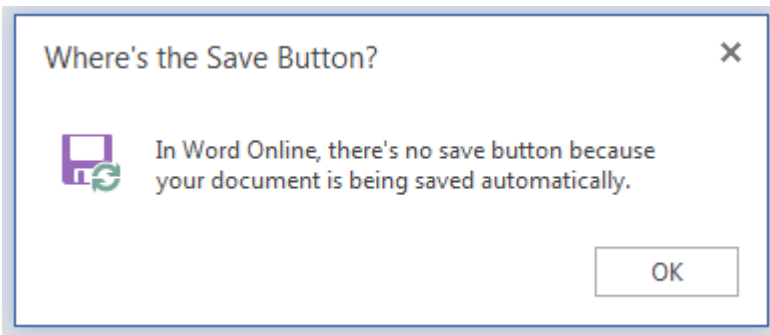 Where's the Save Button?
In Word Online, there's no save button because
your document is being saved automatically.
OK